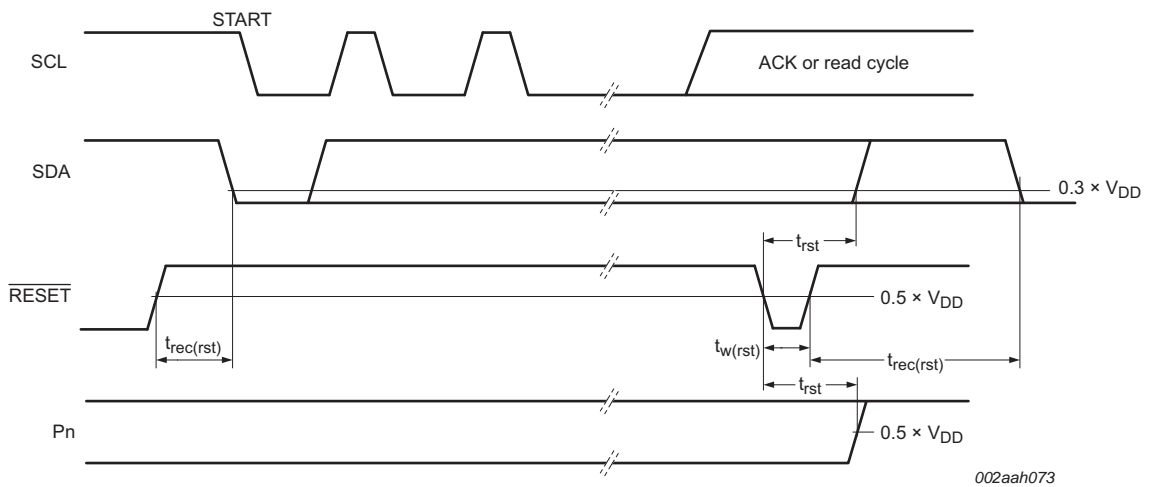 START
SCL
ACK or read cycle
SDA
0.3 × VDD
trst
RESET
0.5 × VDD
trec(rst)
tw(rst)
trec(rst)
trst
Pn
0.5 × VDD
002aah073